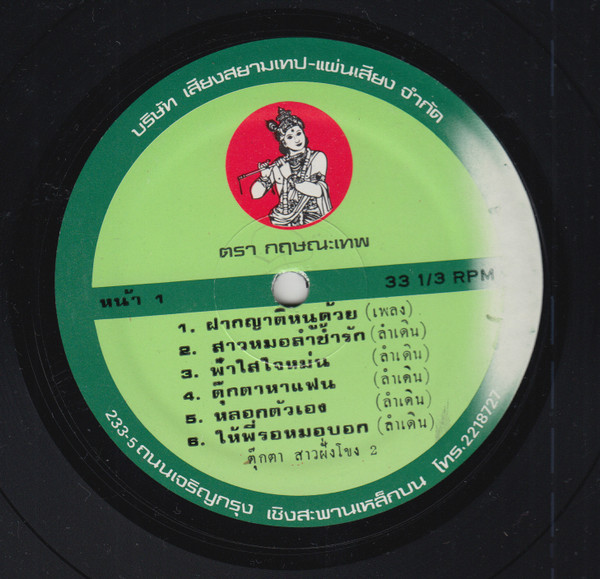 บริษัท เสียงสยามเทป-แผ่นเสียง จำกัด
ตรา กฤษณะเทพ
หน้า 1
33 1/3 RPM
1. ฝากญาติหนูด้วย (เพลง)
2. สาวหมอลำช้ำรัก (ลำเดิน)
3. ฟ้าใสใจหม่น (ลำเดิน)
4. ตุ๊กตาหาแฟน (ลำเดิน)
5. หลอกตัวเอง (ลำเดิน)
6. ให้พี่รอหมอบอก (ลำเดิน)
ตุ๊กตา สาวฝั่งโขง 2
233-5 ถนนเจริญกรุง เชิงสะพานเหล็กบน โทร.2218727